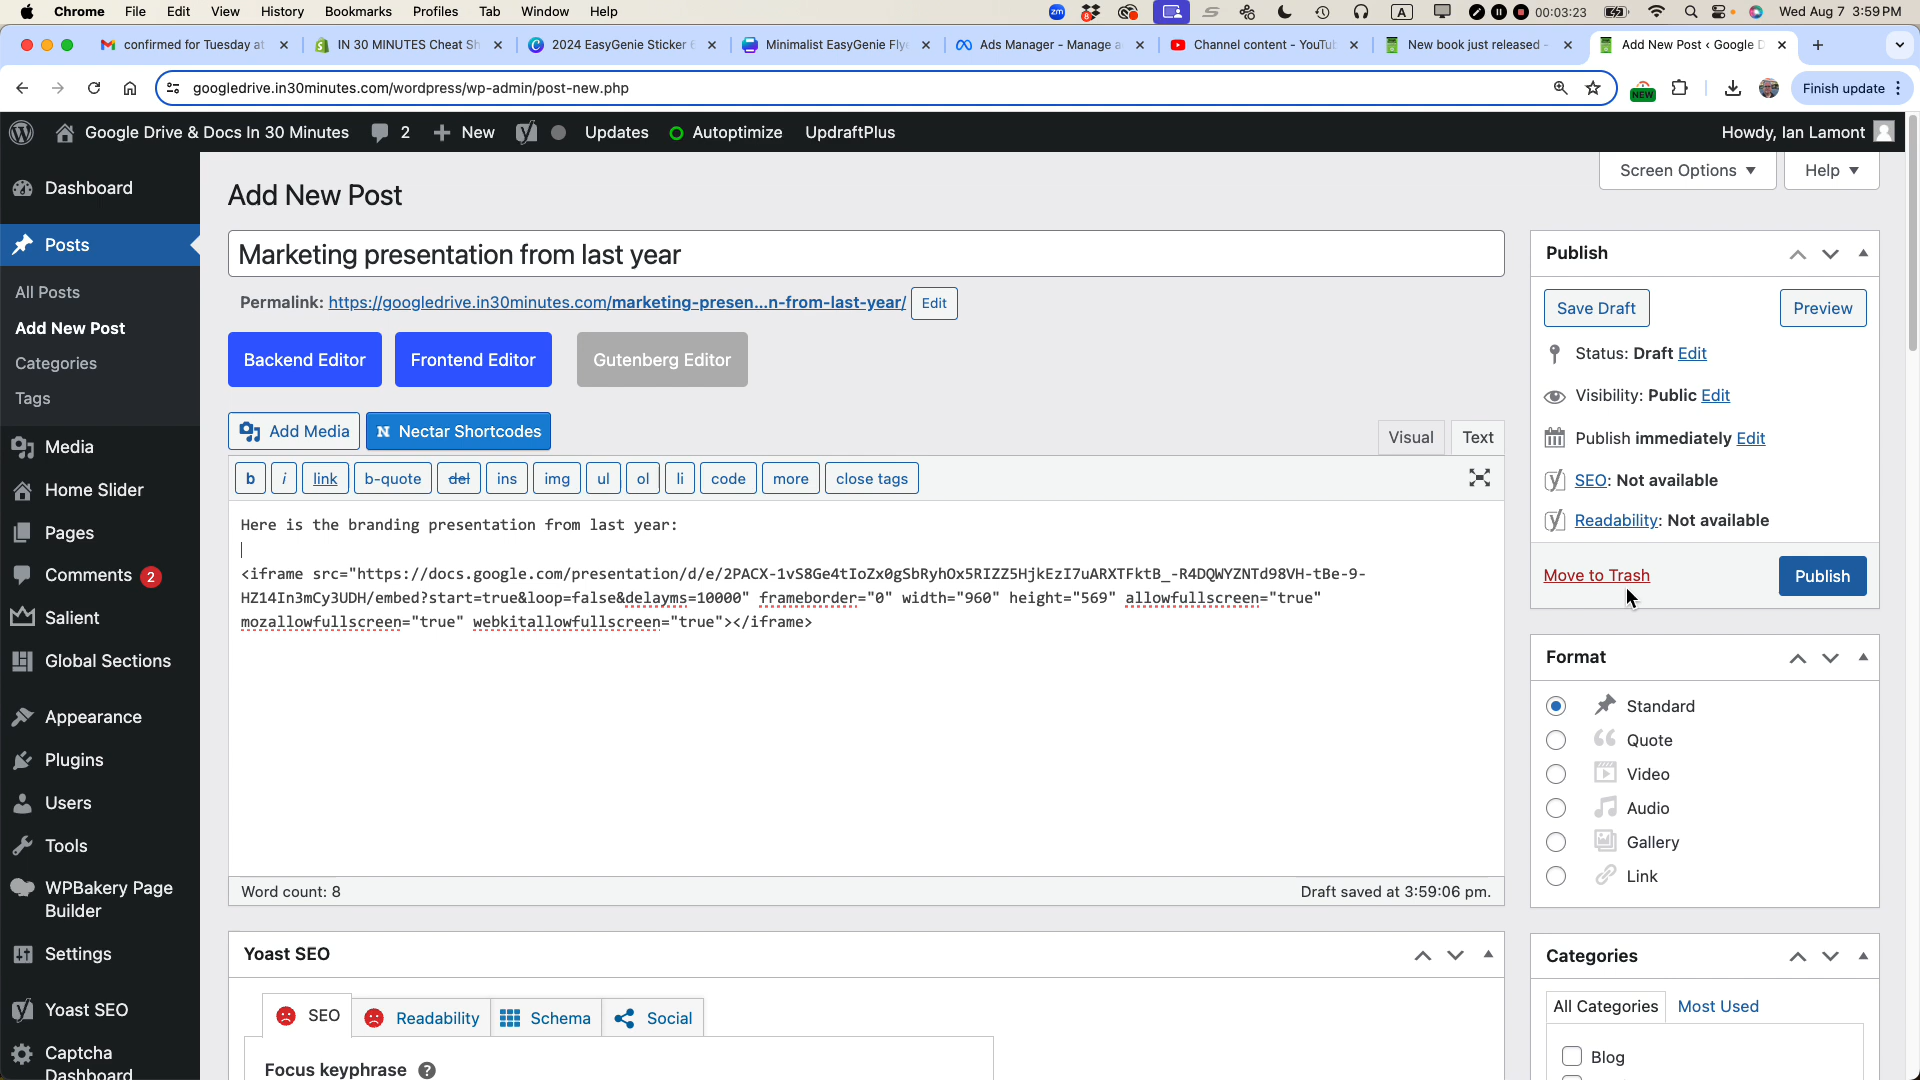 Chrome File Edit View History Bookmarks Profiles Tab Window Help zm 8 A 00:03:23 Wed Aug 7 3:59 PM
confirmed for Tuesday at
IN 30 MINUTES Cheat Sh
2024 EasyGenie Sticker
Minimalist EasyGenie Fly
Ads Manager - Manage a
Channel content - YouTu
New book just released -
Add New Post ‹ Google D
googledrive.in30minutes.com/wordpress/wp-admin/post-new.php
NEW
Finish update
Google Drive & Docs In 30 Minutes 2 New Updates Autoptimize UpdraftPlus
Howdy, Ian Lamont
Dashboard
Posts
All Posts
Add New Post
Categories
Tags
Media
Home Slider
Pages
Comments 2
Salient
Global Sections
Appearance
Plugins
Users
Tools
WPBakery Page
Builder
Settings
Yoast SEO
Captcha
Dashboard
Screen Options
Help
Add New Post
Marketing presentation from last year
Permalink: https://googledrive.in30minutes.com/marketing-presen...n-from-last-year/ Edit
Backend Editor
Frontend Editor
Gutenberg Editor
Add Media
N Nectar Shortcodes
Visual
Text
b i link b-quote del ins img ul ol li code more close tags
Here is the branding presentation from last year:
<iframe src="https://docs.google.com/presentation/d/e/2PACX-1vS8Ge4tIoZx0gSbRyhOx5RIZZ5HjkEzI7uARXTFktB_-R4DQWYZNTd98VH-tBe-9-
HZ14In3mCy3UDH/embed?start=true&loop=false&delayms=10000" frameborder="0" width="960" height="569" allowfullscreen="true"
mozallowfullscreen="true" webkitallowfullscreen="true"></iframe>
Word count: 8
Draft saved at 3:59:06 pm.
Yoast SEO
SEO
Readability
Schema
Social
Focus keyphrase ?
Publish
Save Draft
Preview
Status: Draft Edit
Visibility: Public Edit
Publish immediately Edit
SEO: Not available
Readability: Not available
Move to Trash
Publish
Format
Standard
Quote
Video
Audio
Gallery
Link
Categories
All Categories
Most Used
Blog